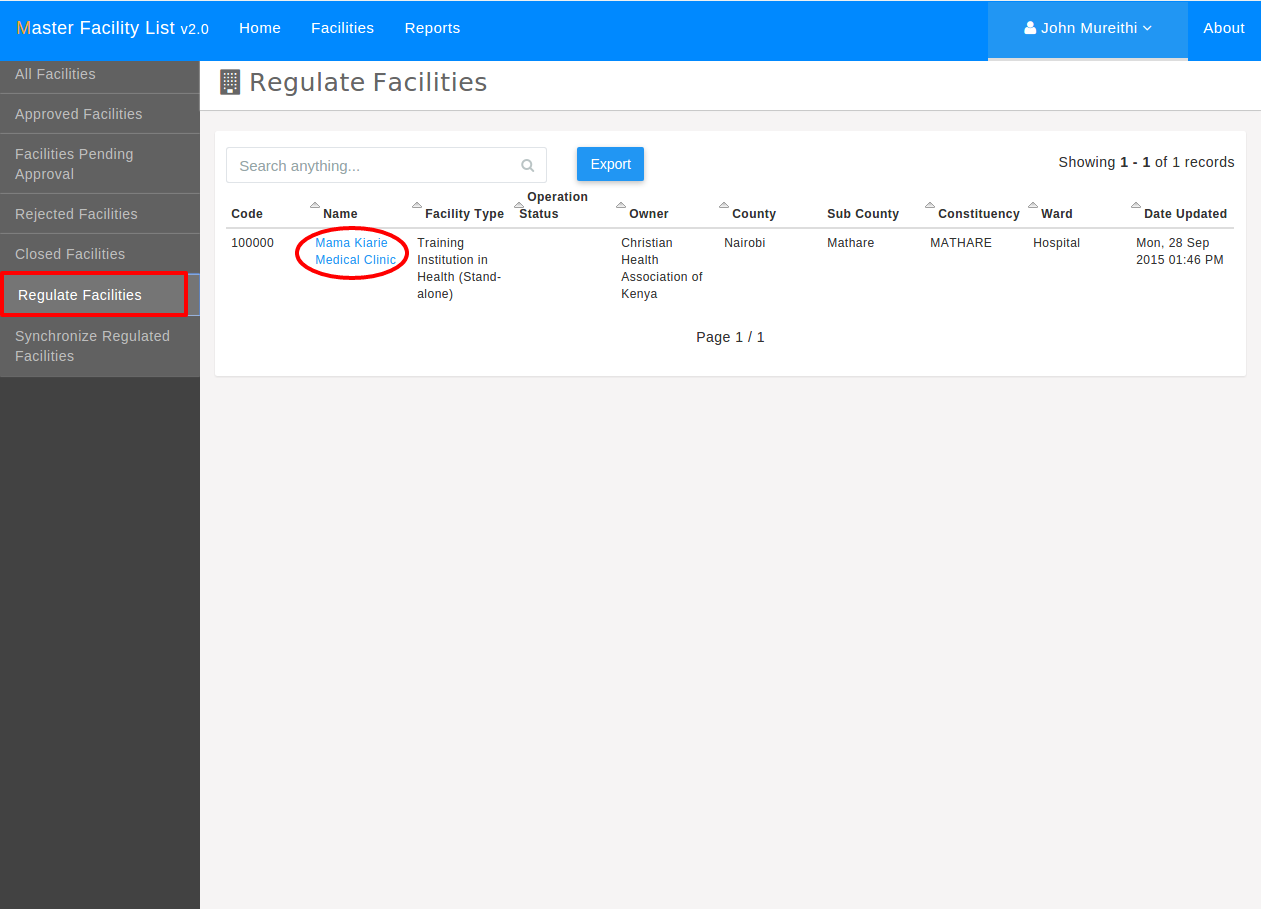 Master Facility List v2.0 Home Facilities Reports John Mureithi About
All Facilities
Approved Facilities
Facilities Pending
Approval
Rejected Facilities
Closed Facilities
Regulate Facilities
Synchronize Regulated
Facilities
Regulate Facilities
Search anything...
Export
Showing 1 - 1 of 1 records
Code Name Facility Type Operation Status Owner County Sub County Constituency Ward Date Updated
100000
Mama Kiarie
Medical Clinic
Training
Institution in
Health (Stand-
alone)
Christian
Health
Association of
Kenya
Nairobi
Mathare
MATHARE
Hospital
Mon, 28 Sep
2015 01:46 PM
Page 1 / 1